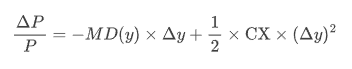 ΔP/P = −MD(y) × Δy + 1/2 × CX × (Δy)²